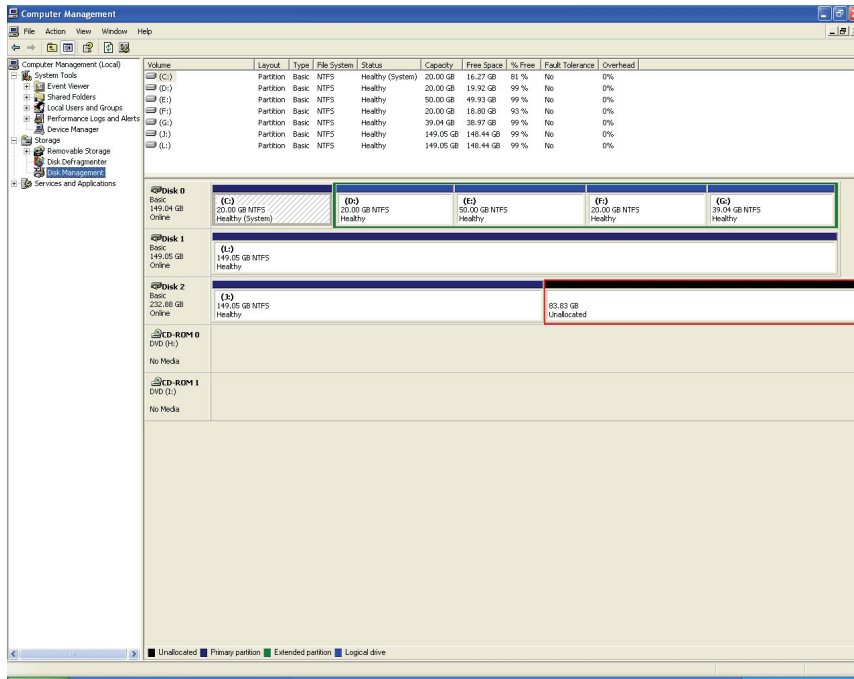 Computer Management
File Action View Window Help
Computer Management (Local)
System Tools
Event Viewer
Shared Folders
Local Users and Groups
Performance Logs and Alerts
Device Manager
Storage
Removable Storage
Disk Defragmenter
Disk Management
Services and Applications
Volume Layout Type File System Status Capacity Free Space % Free Fault Tolerance Overhead
(C:) Partition Basic NTFS Healthy (System) 20.00 GB 16.27 GB 81 % No 0%
(D:) Partition Basic NTFS Healthy 20.00 GB 19.92 GB 99 % No 0%
(E:) Partition Basic NTFS Healthy 50.00 GB 49.93 GB 99 % No 0%
(F:) Partition Basic NTFS Healthy 20.00 GB 18.80 GB 93 % No 0%
(G:) Partition Basic NTFS Healthy 39.04 GB 38.97 GB 99 % No 0%
(J:) Partition Basic NTFS Healthy 149.05 GB 148.44 GB 99 % No 0%
(L:) Partition Basic NTFS Healthy 149.05 GB 148.44 GB 99 % No 0%
Disk 0
Basic
149.04 GB
Online
(C:)
20.00 GB NTFS
Healthy (System)
(D:)
20.00 GB NTFS
Healthy
(E:)
50.00 GB NTFS
Healthy
(F:)
20.00 GB NTFS
Healthy
(G:)
39.04 GB NTFS
Healthy
Disk 1
Basic
149.05 GB
Online
(L:)
149.05 GB NTFS
Healthy
Disk 2
Basic
232.88 GB
Online
(J:)
149.05 GB NTFS
Healthy
83.83 GB
Unallocated
CD-ROM 0
DVD (H:)
No Media
CD-ROM 1
DVD (I:)
No Media
Unallocated Primary partition Extended partition Logical drive